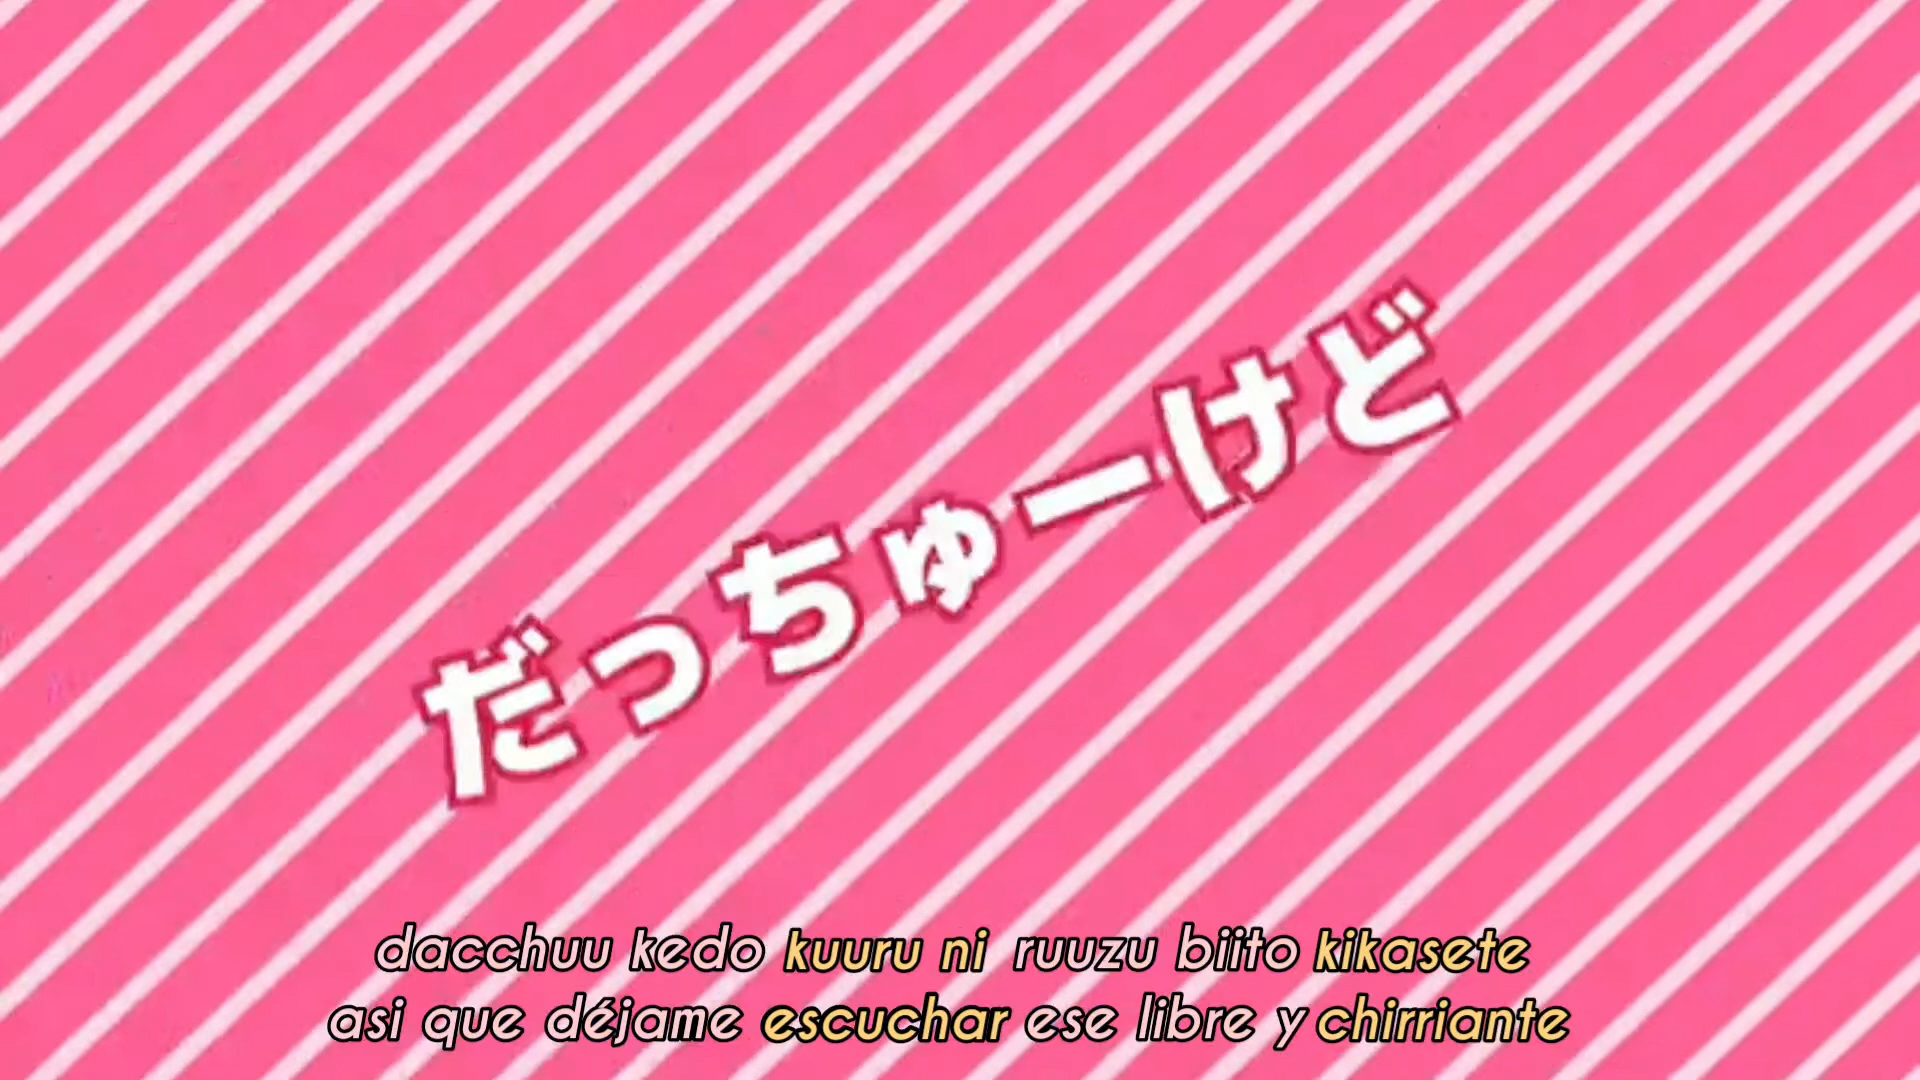 だっちゅーけど
dacchuu kedo kuuru ni ruuzu biito kikasete
asi que déjame escuchar ese libre y chirriante